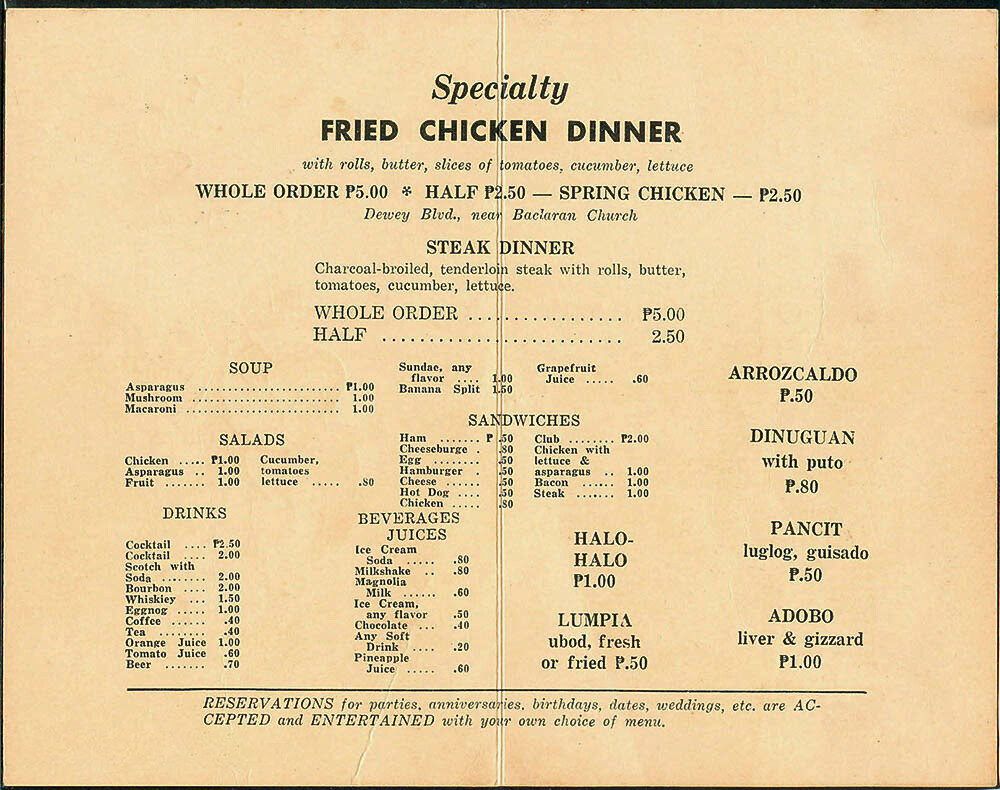 Specialty
FRIED CHICKEN DINNER
with rolls, butter, slices of tomatoes, cucumber, lettuce
WHOLE ORDER ₱5.00 * HALF ₱2.50 — SPRING CHICKEN — ₱2.50
Dewey Blvd., near Baclaran Church
STEAK DINNER
Charcoal-broiled, tenderloin steak with rolls, butter,
tomatoes, cucumber, lettuce.
WHOLE ORDER ................ ₱5.00
HALF ........................ 2.50
SOUP
Asparagus ....................... ₱1.00
Mushroom ......................... 1.00
Macaroni ......................... 1.00
SALADS
Chicken ..... ₱1.00
Asparagus .. 1.00
Fruit ....... 1.00
Cucumber,
tomatoes
lettuce ..... .80
DRINKS
Cocktail .... ₱2.50
Cocktail .... 2.00
Scotch with
Soda ........ 2.00
Bourbon .... 2.00
Whiskiey ... 1.50
Eggnog ..... 1.00
Coffee ...... .40
Tea ........ .40
Orange Juice 1.00
Tomato Juice .60
Beer ....... .70
Sundae, any
flavor .... 1.00
Banana Split 1.50
Grapefruit
Juice ..... .60
SANDWICHES
Ham ....... ₱ .50
Cheeseburge . .80
Egg ........ .50
Hamburger . .50
Cheese ...... .50
Hot Dog .... .50
Chicken ..... .80
Club ........ ₱2.00
Chicken with
lettuce &
asparagus .. 1.00
Bacon ...... 1.00
Steak ....... 1.00
BEVERAGES
JUICES
Ice Cream
Soda ..... .80
Milkshake .. .80
Magnolia
Milk ...... .60
Ice Cream,
any flavor .50
Chocolate ... .40
Any Soft
Drink .... .20
Pineapple
Juice ..... .60
HALO-
HALO
₱1.00
LUMPIA
ubod, fresh
or fried ₱.50
ARROZCALDO
₱.50
DINUGUAN
with puto
₱.80
PANCIT
luglog, guisado
₱.50
ADOBO
liver & gizzard
₱1.00
RESERVATIONS for parties, anniversaries, birthdays, dates, weddings, etc. are AC-
CEPTED and ENTERTAINED with your own choice of menu.